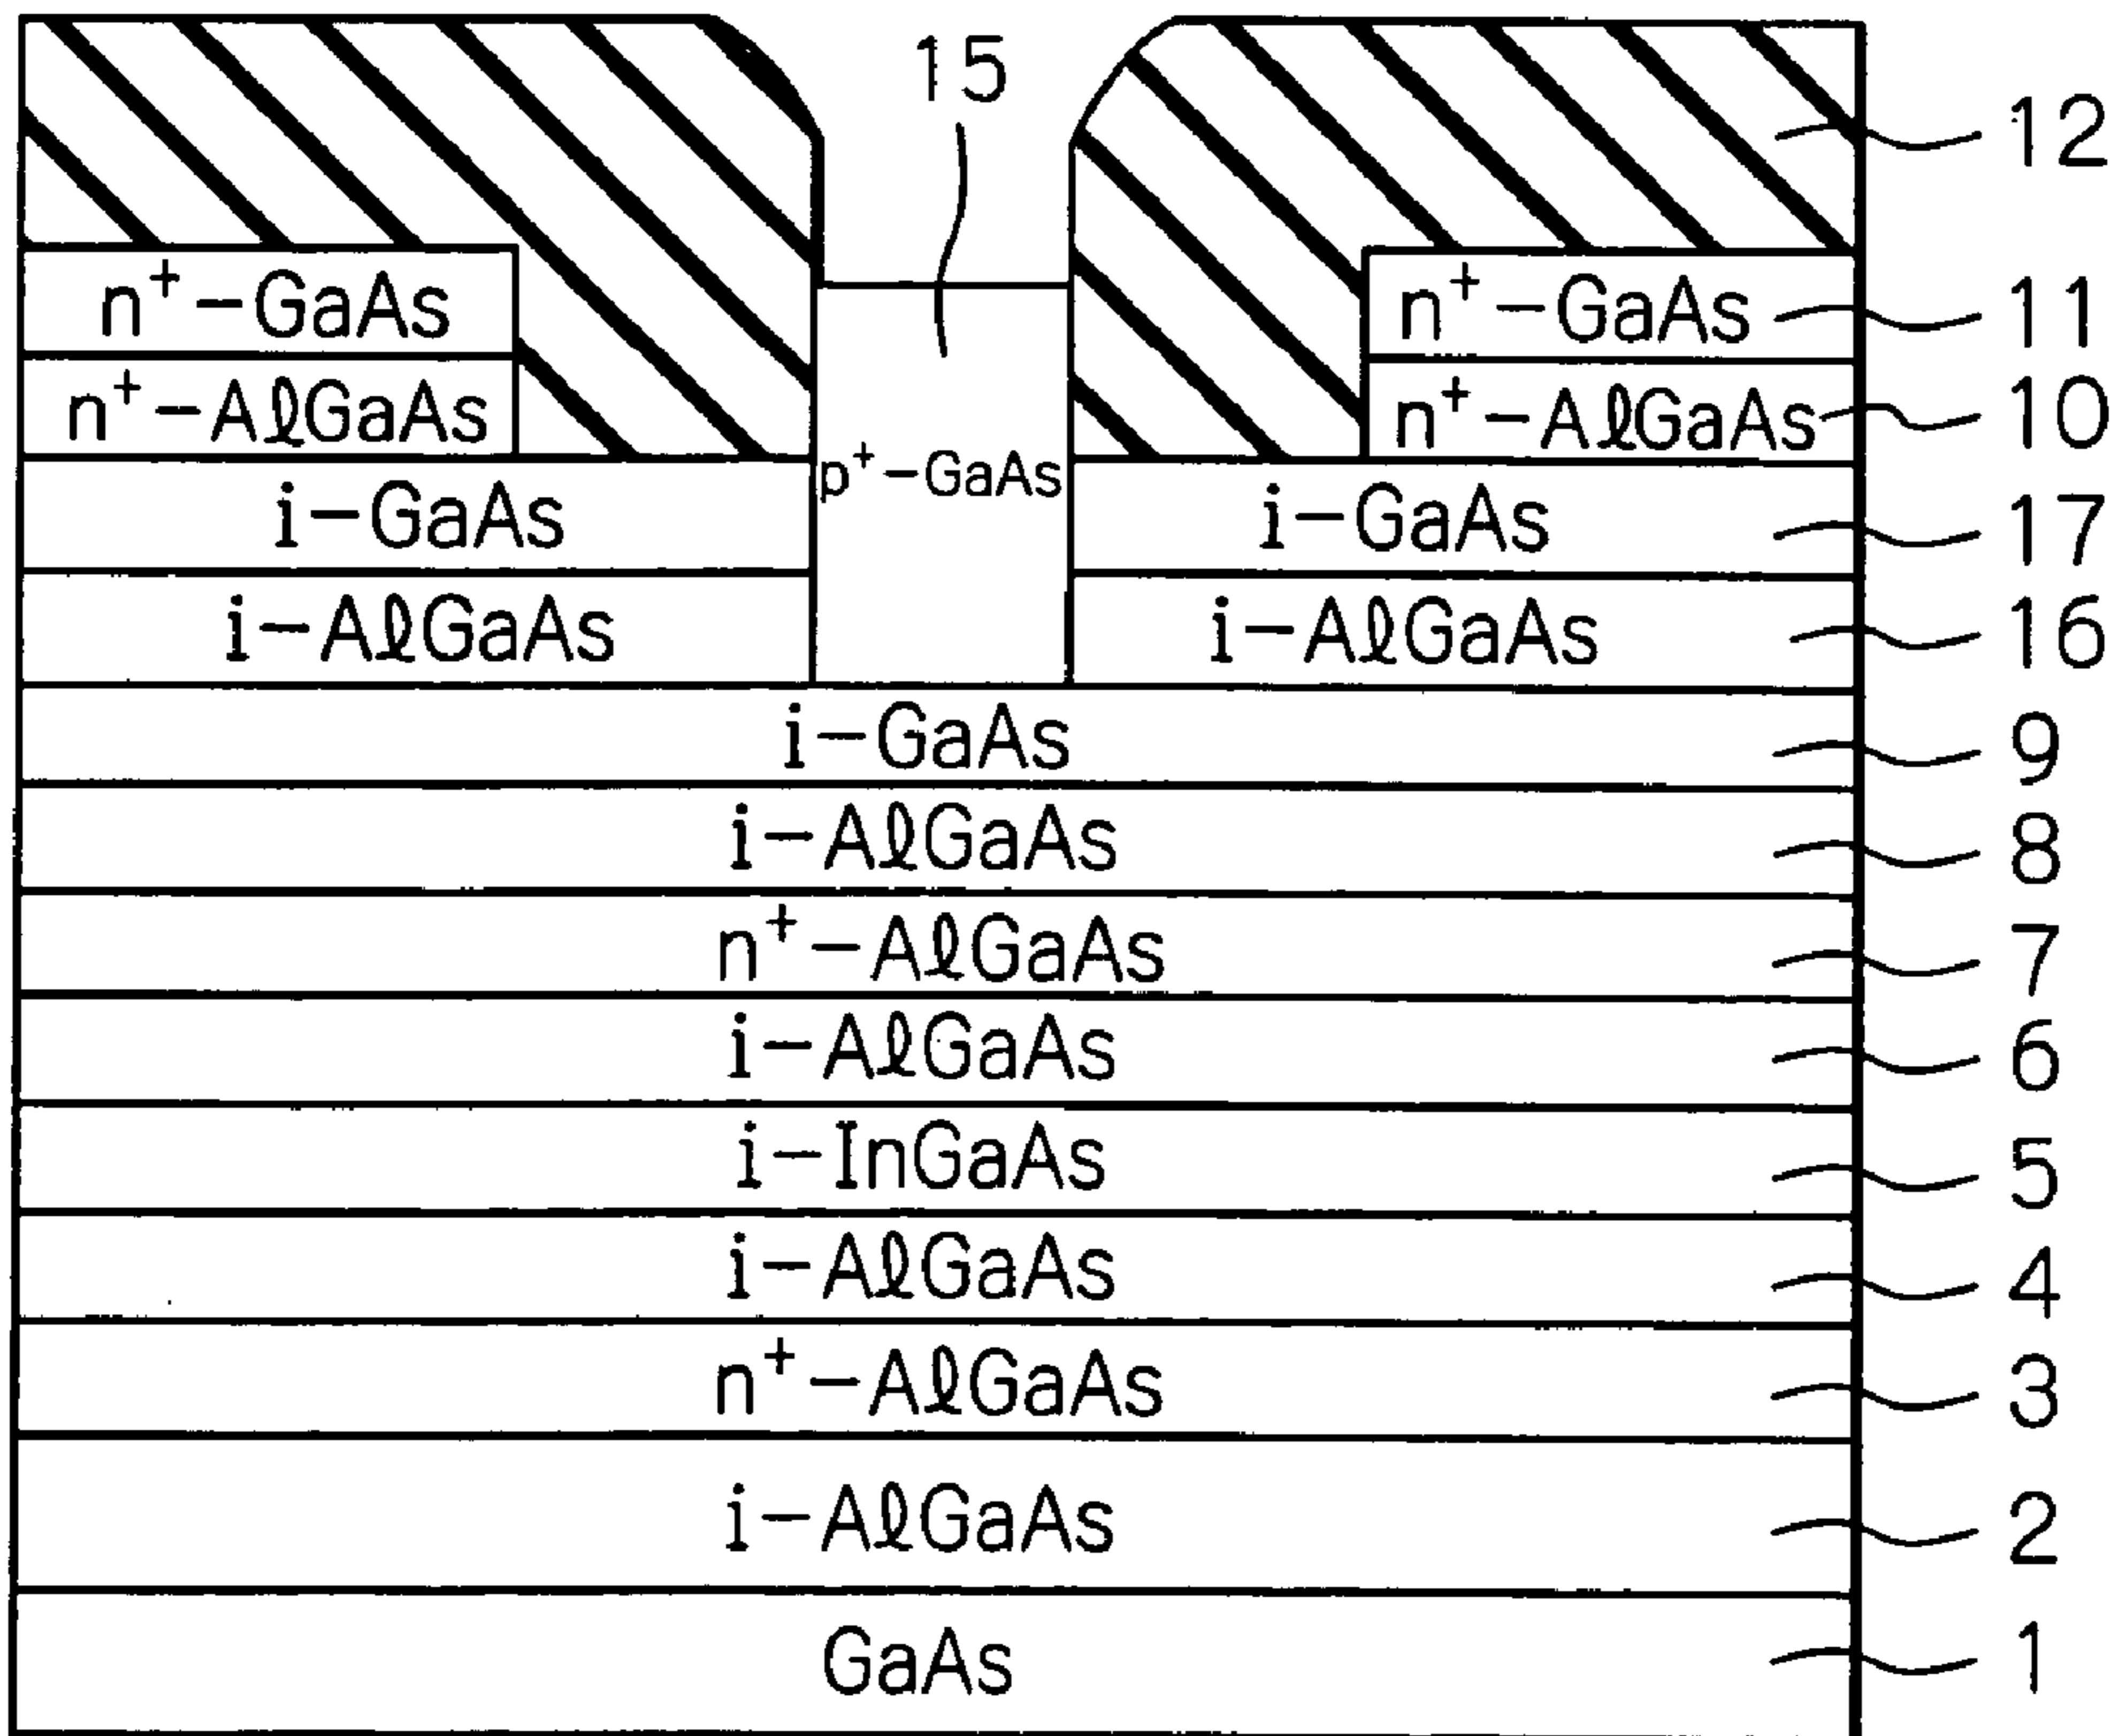 15
12
n⁺-GaAs n⁺-GaAs 11
n⁺-AℓGaAs n⁺-AℓGaAs 10
p⁺-GaAs
i-GaAs i-GaAs 17
i-AℓGaAs i-AℓGaAs 16
i-GaAs 9
i-AℓGaAs 8
n⁺-AℓGaAs 7
i-AℓGaAs 6
i-InGaAs 5
i-AℓGaAs 4
n⁺-AℓGaAs 3
i-AℓGaAs 2
GaAs 1